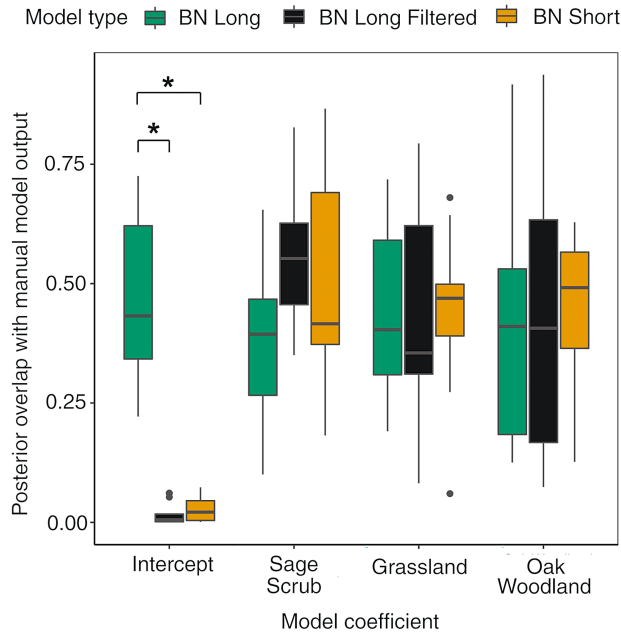 Model type BN Long BN Long Filtered BN Short
Posterior overlap with manual model output
0.75
0.50
0.25
0.00
*
*
Intercept Sage Scrub Grassland Oak Woodland
Model coefficient